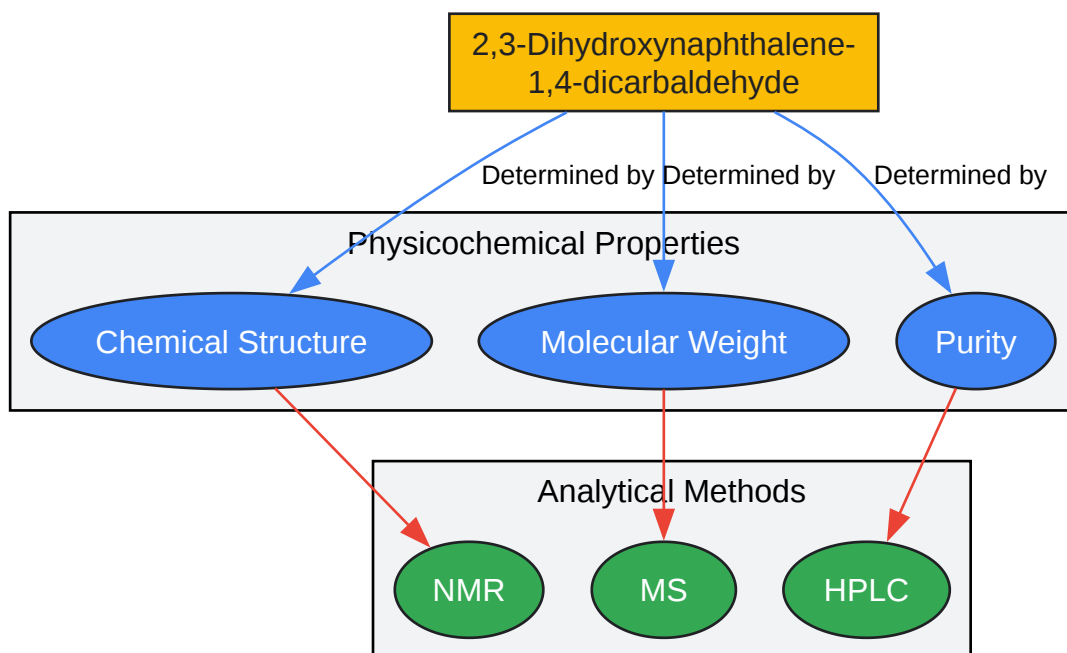 2,3-Dihydroxynaphthalene-
1,4-dicarbaldehyde
Determined by
Determined by
Determined by
Physicochemical Properties
Chemical Structure
Molecular Weight
Purity
Analytical Methods
NMR
MS
HPLC